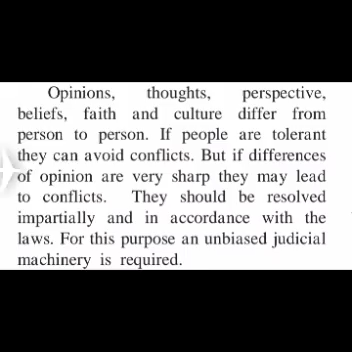 Opinions, thoughts, perspective,
beliefs, faith and culture differ from
person to person. If people are tolerant
they can avoid conflicts. But if differences
of opinion are very sharp they may lead
to conflicts. They should be resolved
impartially and in accordance with the
laws. For this purpose an unbiased judicial
machinery is required.